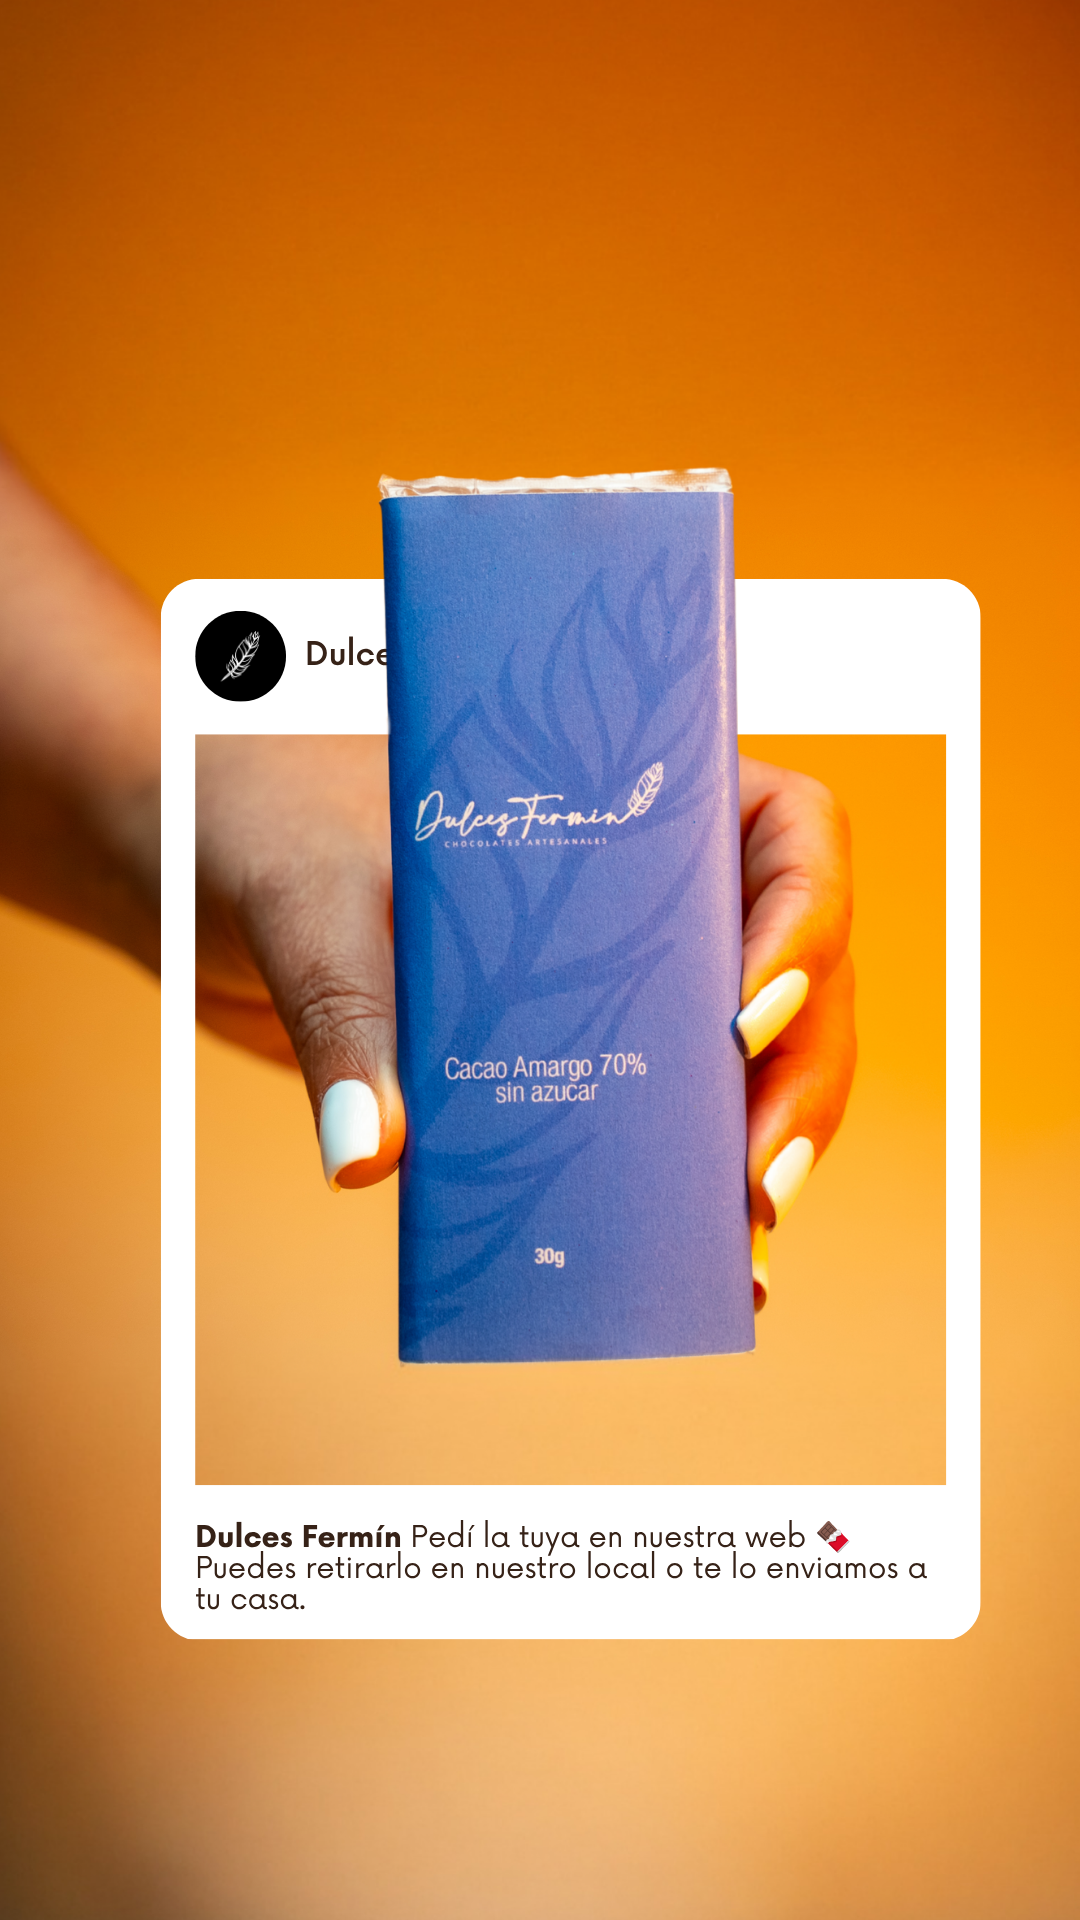 Dulce
Dulces Fermin
CHOCOLATES ARTESANALES
Cacao Amargo 70%
sin azucar
30g
Dulces Fermín Pedí la tuya en nuestra web 🍫
Puedes retirarlo en nuestro local o te lo enviamos a
tu casa.